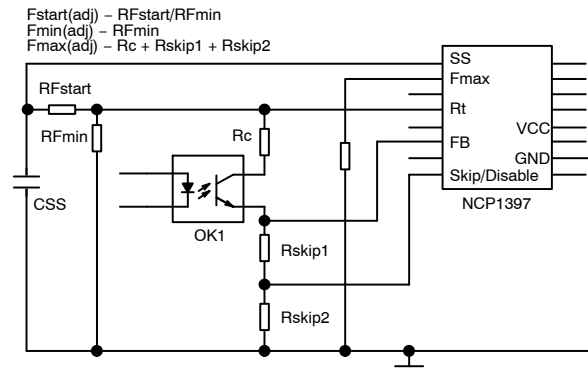 Fstart(adj) – RFstart/RFmin
Fmin(adj) – RFmin
Fmax(adj) – Rc + Rskip1 + Rskip2
SS
Fmax
RFstart
Rt
RFmin
Rc
VCC
FB
GND
Skip/Disable
NCP1397
CSS
OK1
Rskip1
Rskip2